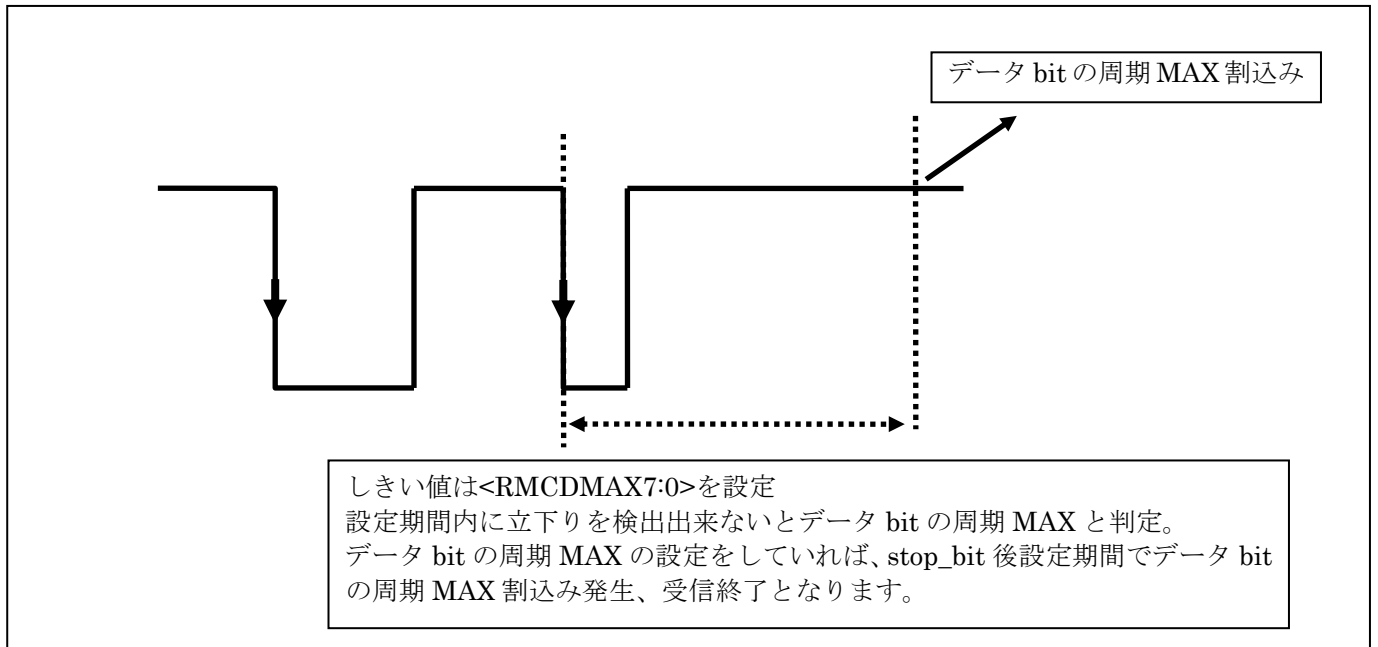 データ bit の周期 MAX 割込み
しきい値は<RMCDMAX7:0>を設定
設定期間内に立下りを検出出来ないとデータ bit の周期 MAX と判定。
データ bit の周期 MAX の設定をしていれば、stop_bit 後設定期間でデータ bit
の周期 MAX 割込み発生、受信終了となります。